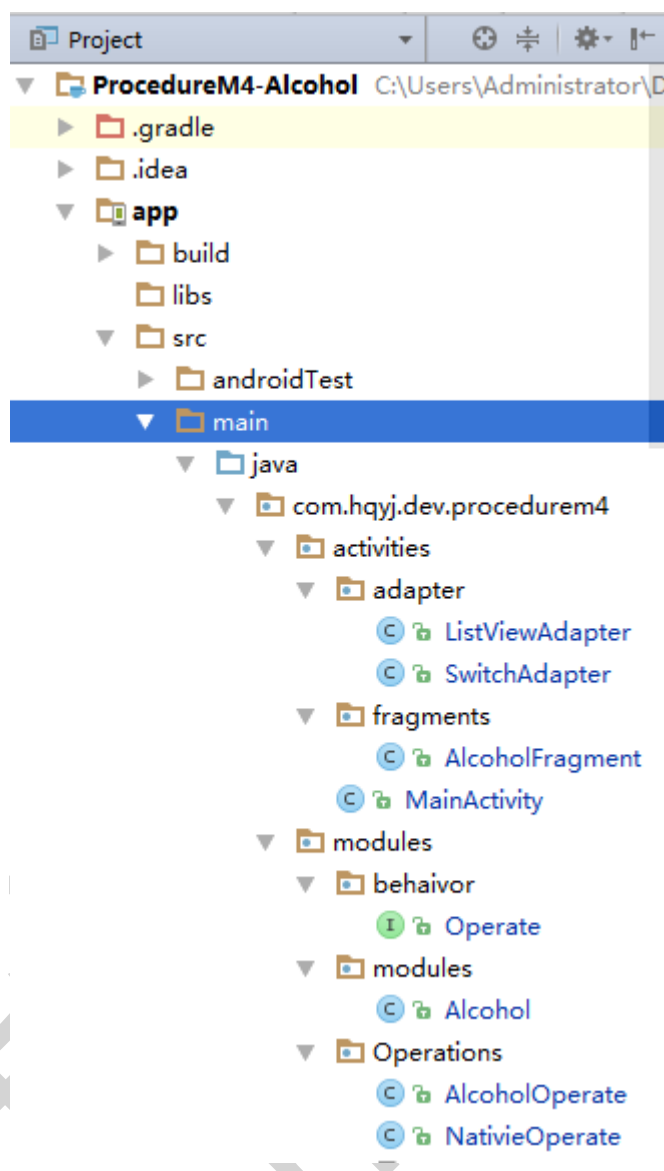 Project
ProcedureM4-Alcohol C:\Users\Administrator\D
.gradle
.idea
app
build
libs
src
androidTest
main
java
com.hqyj.dev.procedurem4
activities
adapter
C ListViewAdapter
C SwitchAdapter
fragments
C AlcoholFragment
C MainActivity
modules
behaivor
I Operate
modules
C Alcohol
Operations
C AlcoholOperate
C NativieOperate